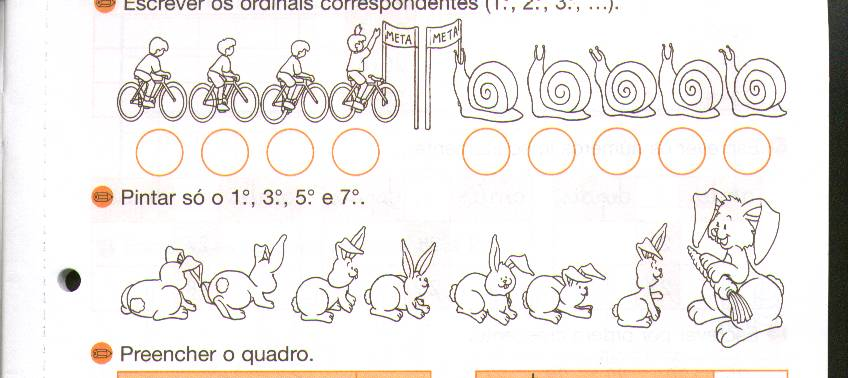 Escrever os ordinais correspondentes (1.º, 2.º, 3.º, ...).
META META
Pintar só o 1.º, 3.º, 5.º e 7.º.
Preencher o quadro.